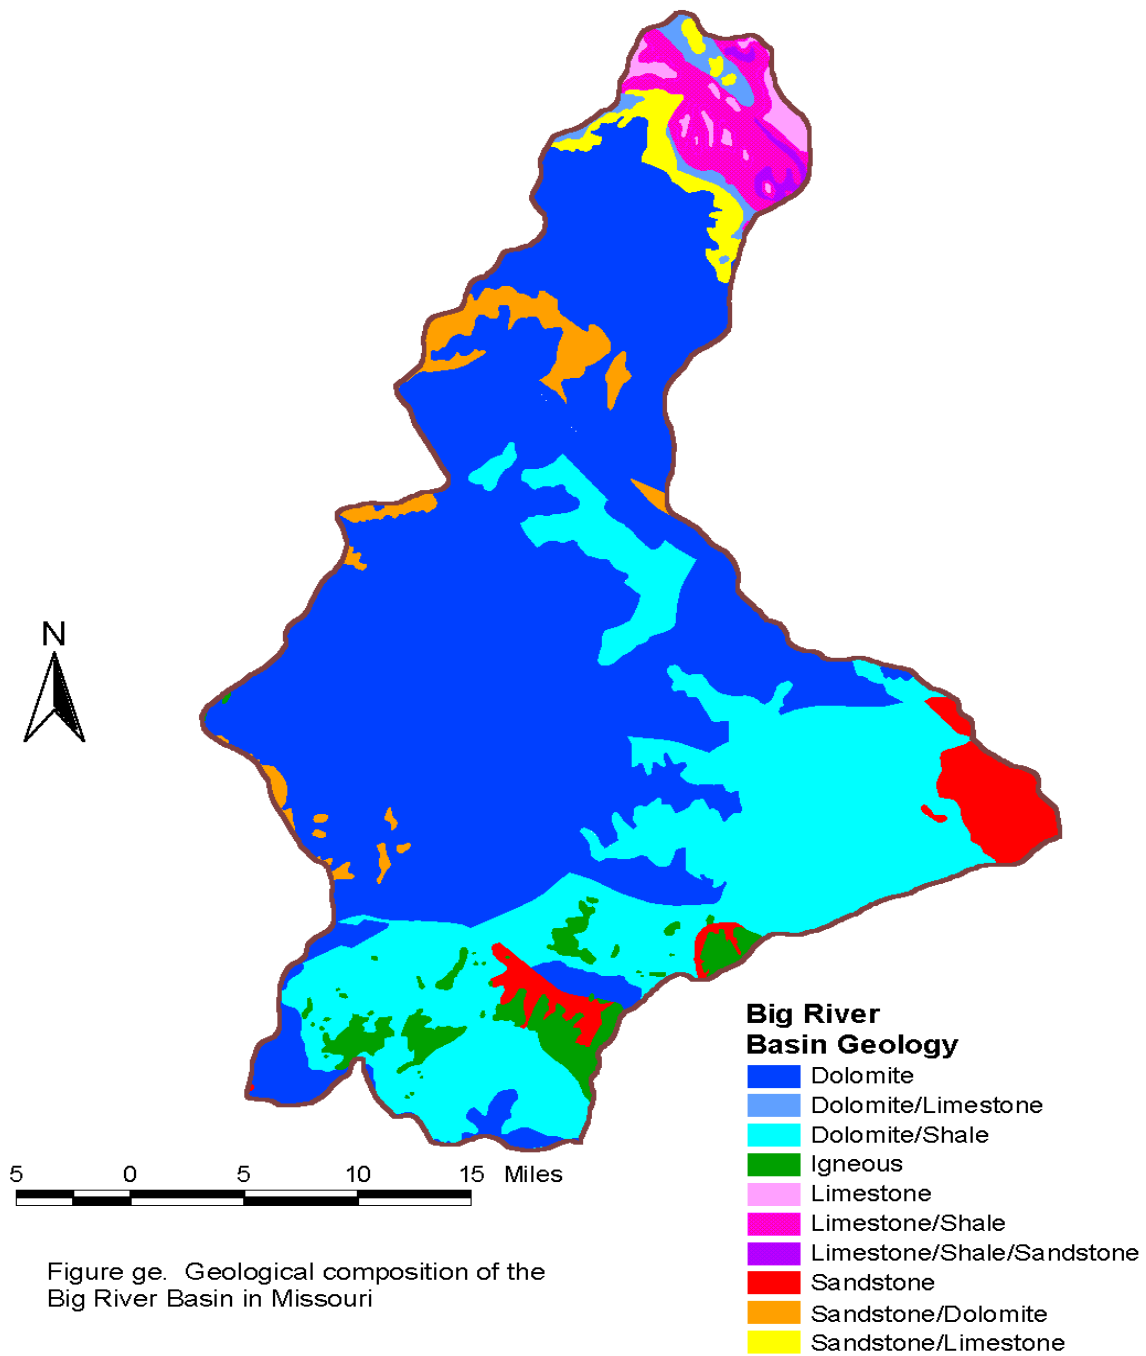 N
Big River
Basin Geology
Dolomite
Dolomite/Limestone
Dolomite/Shale
Igneous
Limestone
Limestone/Shale
Limestone/Shale/Sandstone
Sandstone
Sandstone/Dolomite
Sandstone/Limestone
5 0 5 10 15 Miles
Figure ge. Geological composition of the
Big River Basin in Missouri